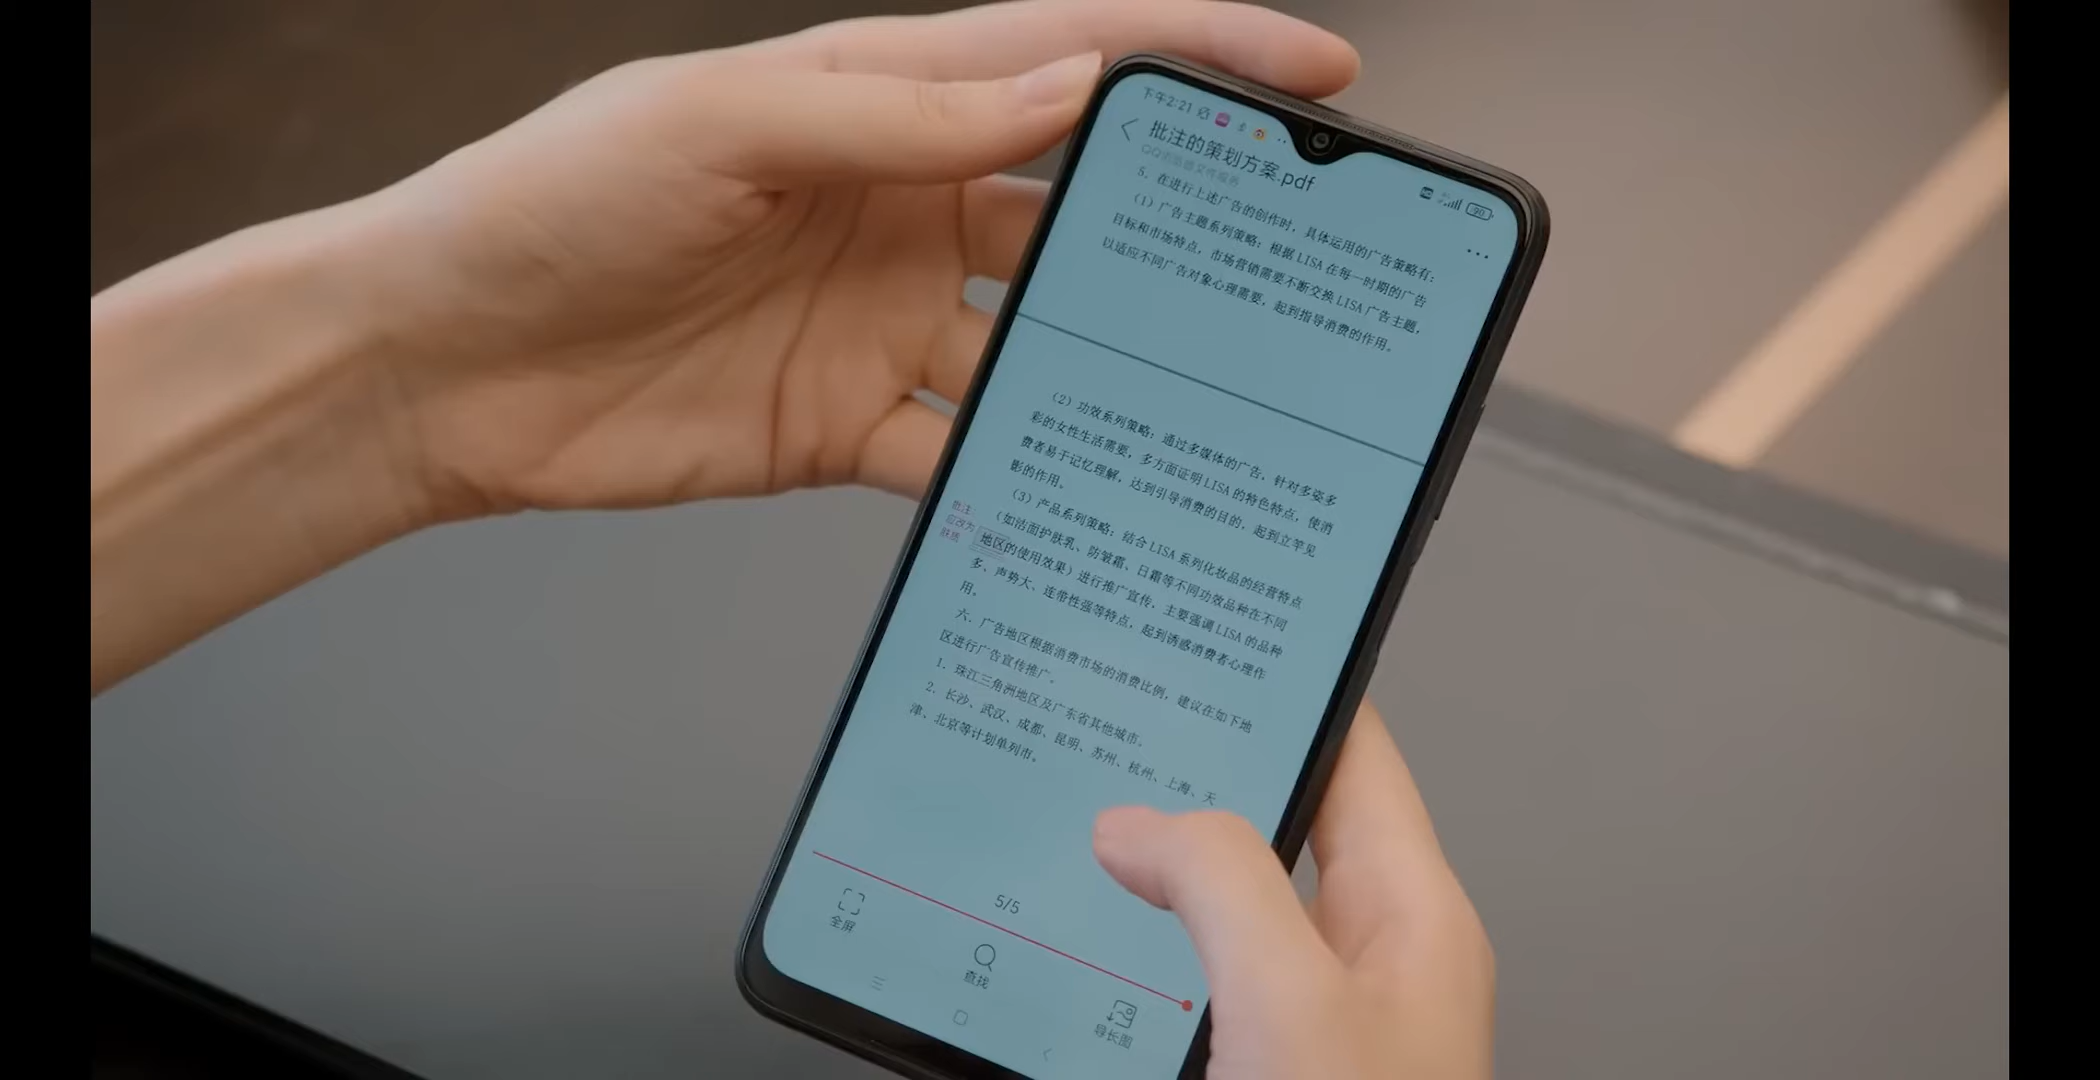 下午2:21
90
批注的策划方案.pdf
QQ浏览器文件服务
5. 在进行上述广告的创作时，具体运用的广告策略有：
（1）广告主题系列策略：根据 LISA 在每一时期的广告
目标和市场特点，市场营销需要不断交换 LISA 广告主题，
以适应不同广告对象心理需要，起到指导消费的作用。
（2）功效系列策略：通过多媒体的广告，针对多姿多
彩的女性生活需要，多方面证明 LISA 的特色特点，使消
费者易于记忆理解，达到引导消费的目的，起到立竿见
影的作用。
（3）产品系列策略：结合 LISA 系列化妆品的经营特点
（如洁面护肤乳、防皱霜、日霜等不同功效品种在不同
批注
应改为
肤质
地区的使用效果）进行推广宣传，主要强调 LISA 的品种
多、声势大、连带性强等特点，起到诱惑消费者心理作
用。
六．广告地区根据消费市场的消费比例，建议在如下地
区进行广告宣传推广。
1. 珠江三角洲地区及广东省其他城市。
2. 长沙、武汉、成都、昆明、苏州、杭州、上海、天
津、北京等计划单列市。
5/5
全屏
查找
导长图